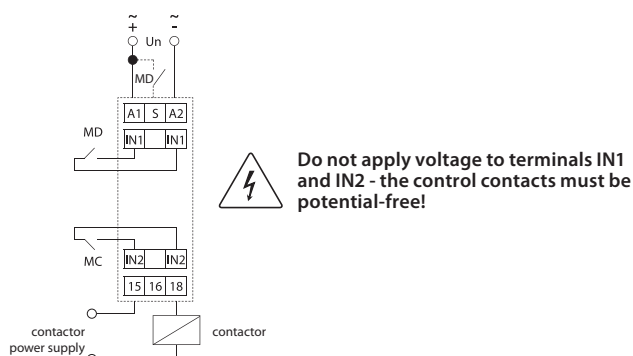 ~ ~
+ -
Un
MD
A1 S A2
IN1 IN1
MD
Do not apply voltage to terminals IN1
and IN2 - the control contacts must be
potential-free!
MC
IN2 IN2
15 16 18
contactor
power supply
contactor